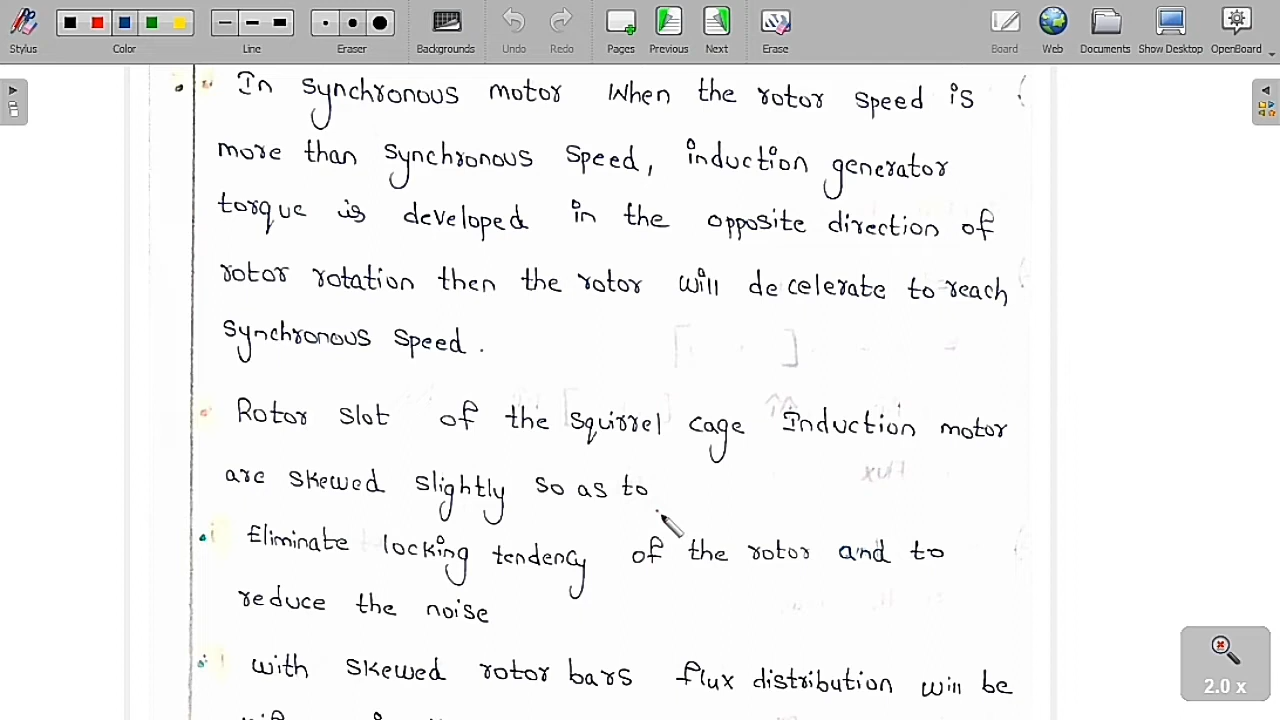 Stylus
Color
Line
Eraser
Backgrounds
Undo
Redo
Pages
Previous
Next
Erase
Board
Web
Documents
Show Desktop
OpenBoard
In synchronous motor When the rotor speed is
more than synchronous speed, induction generator
torque is developed in the opposite direction of
rotor rotation then the rotor will decelerate to reach
synchronous speed.
Rotor slot of the squirrel cage Induction motor
are skewed slightly so as to
Eliminate locking tendency of the rotor and to
reduce the noise
with skewed rotor bars flux distribution will be
2.0 x